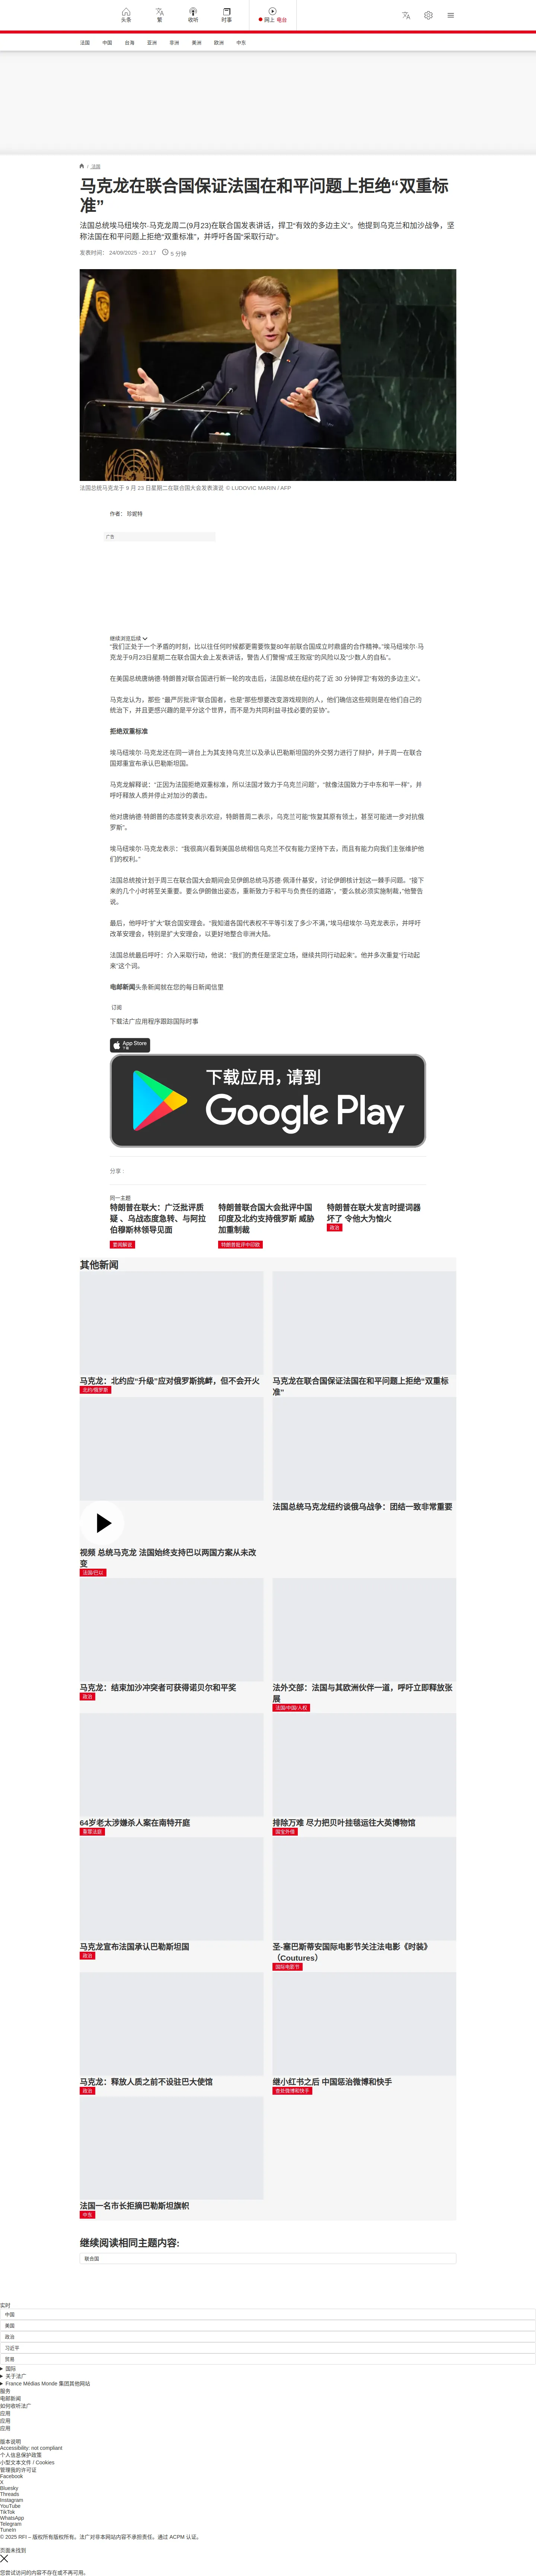 头条
繁
收听
时事
网上 电台
法国 中国 台海 亚洲 非洲 美洲 欧洲 中东
/ 法国
马克龙在联合国保证法国在和平问题上拒绝“双重标
准”
法国总统埃马纽埃尔·马克龙周二(9月23)在联合国发表讲话，捍卫“有效的多边主义”。他提到乌克兰和加沙战争，坚
称法国在和平问题上拒绝“双重标准”，并呼吁各国“采取行动”。
发表时间： 24/09/2025 - 20:17 5 分钟
法国总统马克龙于 9 月 23 日星期二在联合国大会发表演说 © LUDOVIC MARIN / AFP
作者： 珍妮特
广告
继续浏览后续
“我们正处于一个矛盾的时刻，比以往任何时候都更需要恢复80年前联合国成立时鼎盛的合作精神。”埃马纽埃尔·马
克龙于9月23日星期二在联合国大会上发表讲话，警告人们警惕“成王败寇”的风险以及“少数人的自私”。
在美国总统唐纳德·特朗普对联合国进行新一轮的攻击后，法国总统在纽约花了近 30 分钟捍卫“有效的多边主义”。
马克龙认为，那些 “最严厉批评”联合国者，也是“那些想要改变游戏规则的人，他们确信这些规则是在他们自己的
统治下，并且更感兴趣的是平分这个世界，而不是为共同利益寻找必要的妥协”。
拒绝双重标准
埃马纽埃尔·马克龙还在同一讲台上为其支持乌克兰以及承认巴勒斯坦国的外交努力进行了辩护，并于周一在联合
国郑重宣布承认巴勒斯坦国。
马克龙解释说：“正因为法国拒绝双重标准，所以法国才致力于乌克兰问题”，“就像法国致力于中东和平一样”，并
呼吁释放人质并停止对加沙的袭击。
他对唐纳德·特朗普的态度转变表示欢迎，特朗普周二表示，乌克兰可能“恢复其原有领土，甚至可能进一步对抗俄
罗斯”。
埃马纽埃尔·马克龙表示：“我很高兴看到美国总统相信乌克兰不仅有能力坚持下去，而且有能力向我们主张维护他
们的权利。”
法国总统按计划于周三在联合国大会期间会见伊朗总统马苏德·佩泽什基安，讨论伊朗核计划这一棘手问题。“接下
来的几个小时将至关重要。要么伊朗做出姿态，重新致力于和平与负责任的道路”，“要么就必须实施制裁，”他警告
说。
最后，他呼吁“扩大”联合国安理会。“我知道各国代表权不平等引发了多少不满，”埃马纽埃尔·马克龙表示，并呼吁
改革安理会，特别是扩大安理会，以更好地整合非洲大陆。
法国总统最后呼吁：介入采取行动，他说：“我们的责任是坚定立场，继续共同行动起来”。他并多次重复“行动起
来”这个词。
电邮新闻头条新闻就在您的每日新闻信里
订阅
下载法广应用程序跟踪国际时事
App Store
下载应用，请到
Google Play
分享 :
同一主题
特朗普在联大：广泛批评质
疑 、乌战态度急转、与阿拉
伯穆斯林领导见面
要闻解说
特朗普联合国大会批评中国
印度及北约支持俄罗斯 威胁
加重制裁
特朗普批评中印欧
特朗普在联大发言时提词器
坏了 令他大为恼火
政治
其他新闻
马克龙：北约应“升级”应对俄罗斯挑衅，但不会开火
北约/俄罗斯
马克龙在联合国保证法国在和平问题上拒绝“双重标
准”
视频 总统马克龙 法国始终支持巴以两国方案从未改
变
法国/巴以
法国总统马克龙纽约谈俄乌战争：团结一致非常重要
马克龙：结束加沙冲突者可获得诺贝尔和平奖
政治
法外交部：法国与其欧洲伙伴一道，呼吁立即释放张
展
法国/中国/人权
64岁老太涉嫌杀人案在南特开庭
重罪法庭
排除万难 尽力把贝叶挂毯运往大英博物馆
国宝外借
马克龙宣布法国承认巴勒斯坦国
政治
圣-塞巴斯蒂安国际电影节关注法电影《时装》
（Coutures）
国际电影节
马克龙：释放人质之前不设驻巴大使馆
政治
继小红书之后 中国惩治微博和快手
查处微博和快手
法国一名市长拒摘巴勒斯坦旗帜
中东
继续阅读相同主题内容:
联合国
实时
中国
美国
政治
习近平
贸易
国际
关于法广
France Médias Monde 集团其他网站
服务
电邮新闻
如何收听法广
应用
应用
应用
版本说明
Accessibility: not compliant
个人信息保护政策
小型文本文件 / Cookies
管理我的许可证
Facebook
X
Bluesky
Threads
Instagram
YouTube
TikTok
WhatsApp
Telegram
TuneIn
© 2025 RFI – 版权所有版权所有。法广对非本网站内容不承担责任。通过 ACPM 认证。
页面未找到
您尝试访问的内容不存在或不再可用。